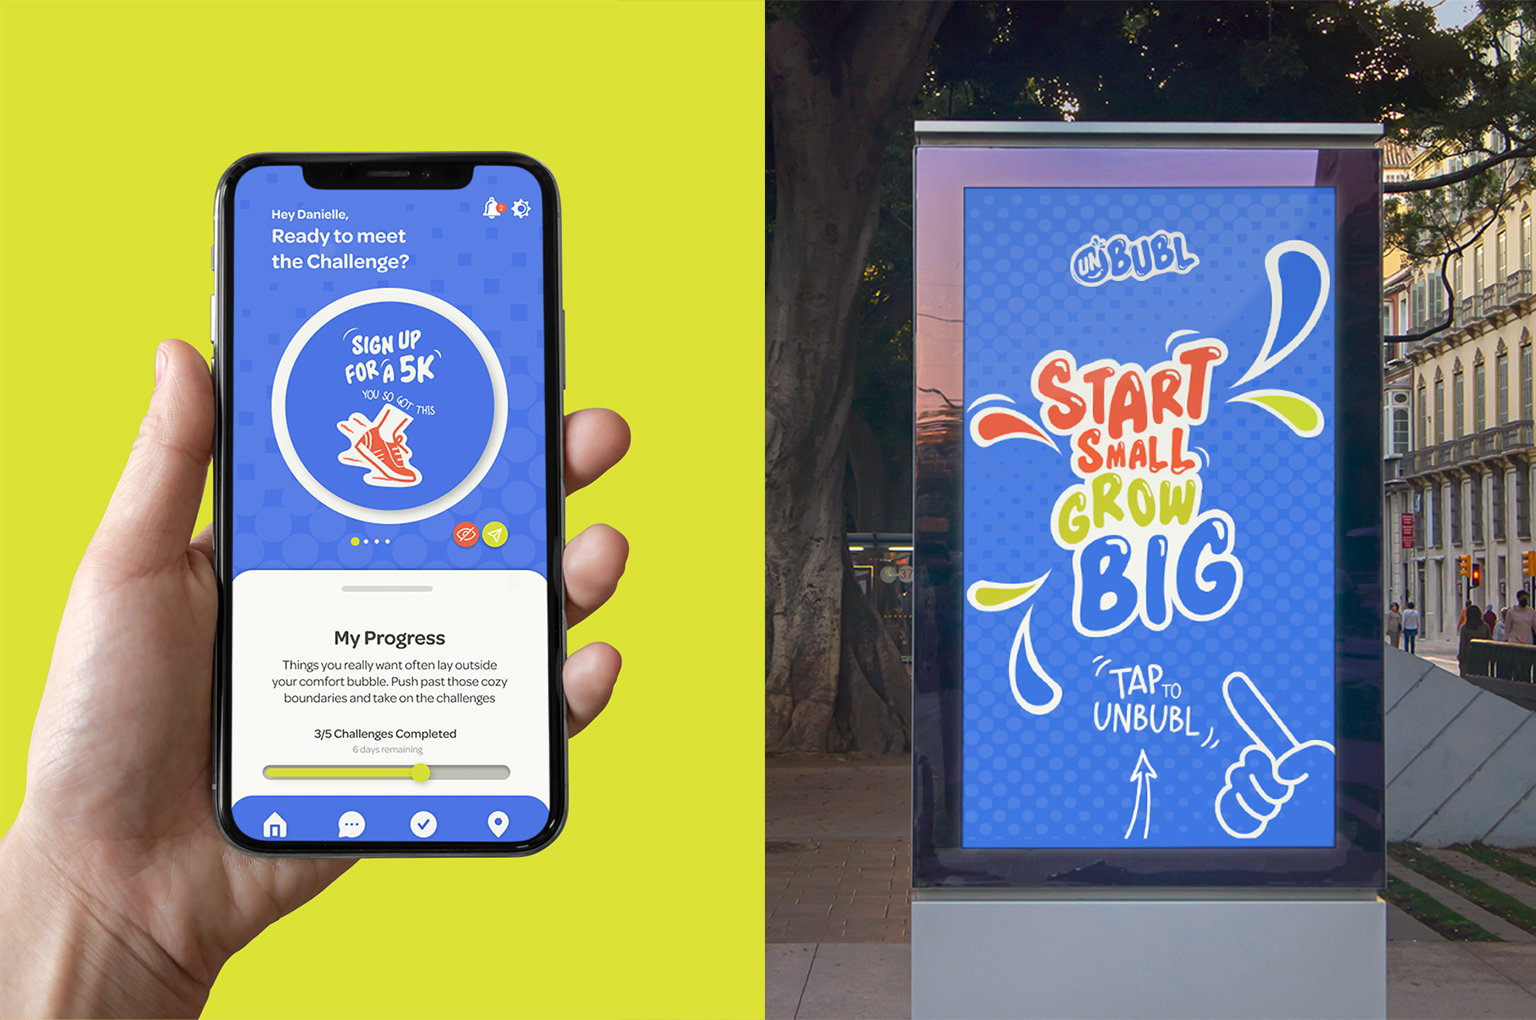 Hey Danielle,
Ready to meet
the Challenge?
2
SIGN UP
FOR A 5K
YOU SO GOT THIS
My Progress
Things you really want often lay outside
your comfort bubble. Push past those cozy
boundaries and take on the challenges
3/5 Challenges Completed
6 days remaining
UNBUBL
START
SMALL
GROW
BIG
TAP TO
UNBUBL
37